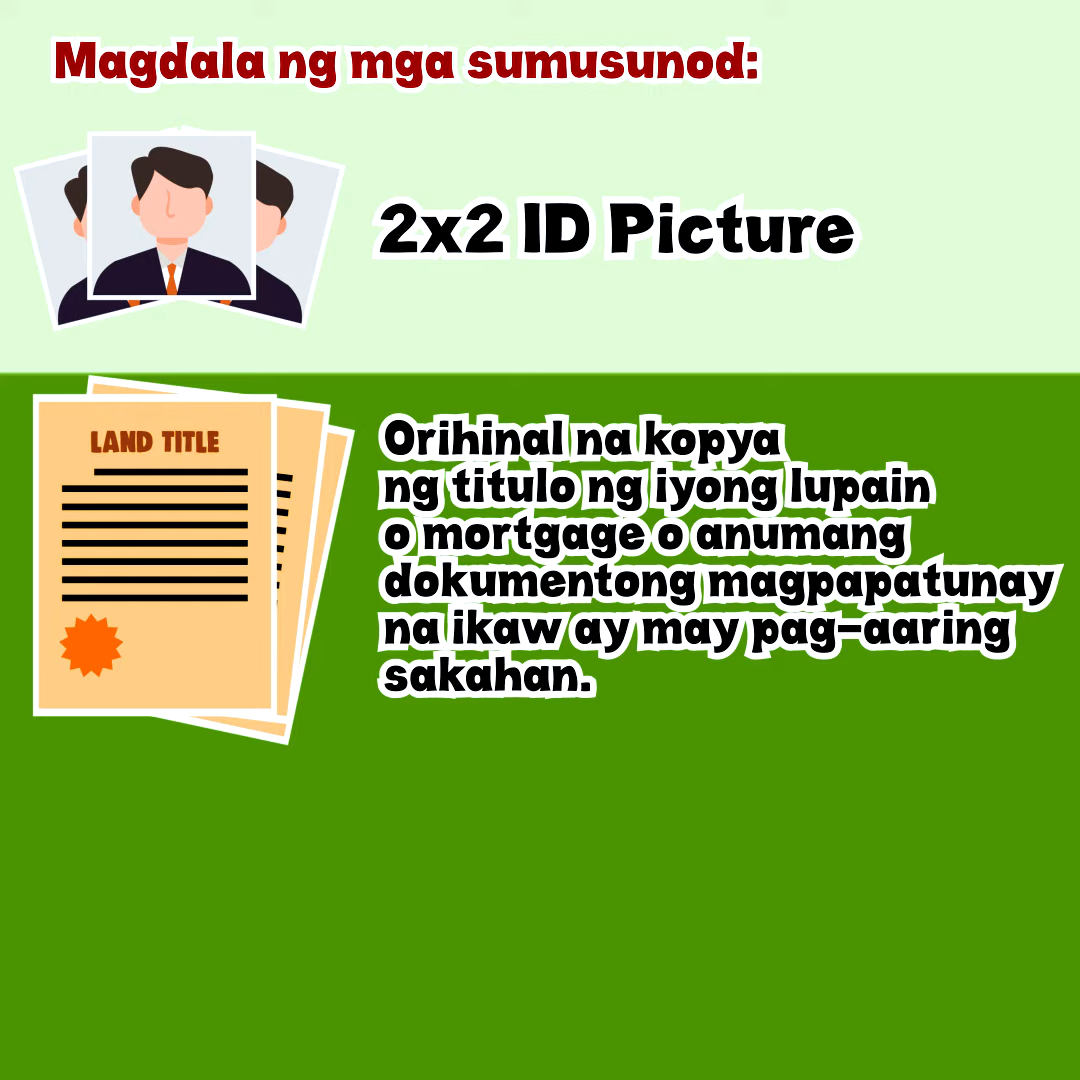 Magdala ng mga sumusunod:
2x2 ID Picture
LAND TITLE
Orihinal na kopya
ng titulo ng iyong lupain
o mortgage o anumang
dokumentong magpapatunay
na ikaw ay may pag-aaring
sakahan.